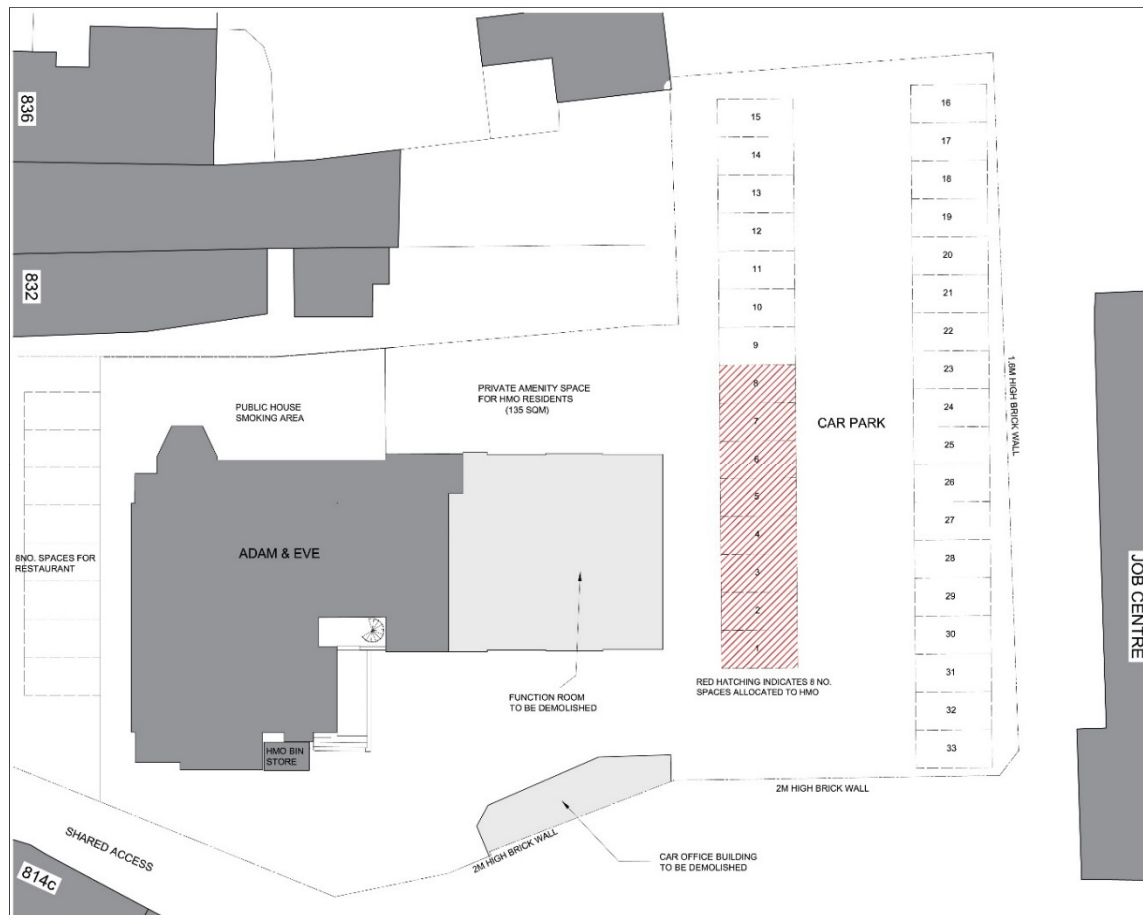 836
832
15
14
13
12
11
10
9
8
7
6
5
4
3
2
1
16
17
18
19
20
21
22
23
24
25
26
27
28
29
30
31
32
33
PUBLIC HOUSE
SMOKING AREA
PRIVATE AMENITY SPACE
FOR HMO RESIDENTS
(135 SQM)
CAR PARK
1.8M HIGH BRICK WALL
8NO. SPACES FOR
RESTAURANT
ADAM & EVE
JOB CENTRE
RED HATCHING INDICATES 8 NO.
SPACES ALLOCATED TO HMO
FUNCTION ROOM
TO BE DEMOLISHED
HMO BIN
STORE
2M HIGH BRICK WALL
SHARED ACCESS
2M HIGH BRICK WALL
CAR OFFICE BUILDING
TO BE DEMOLISHED
814c